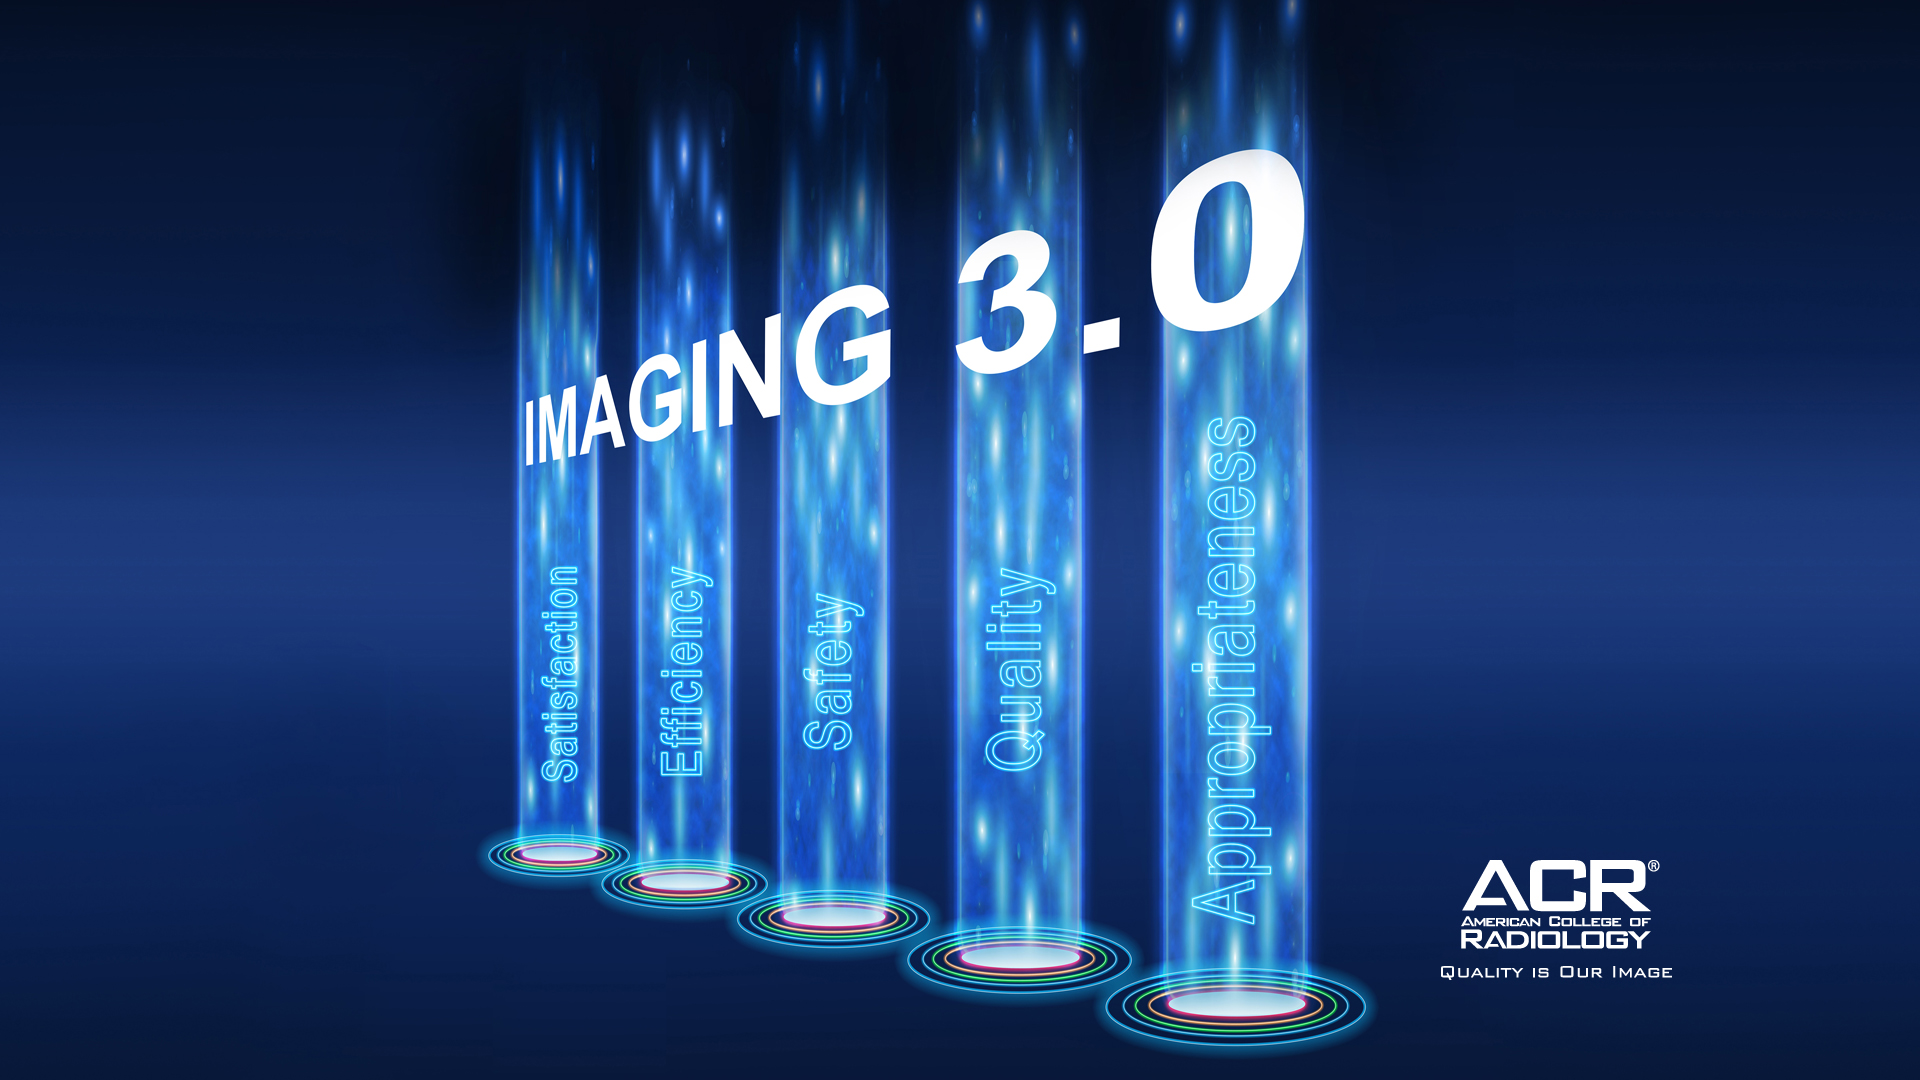 IMAGING 3.0
Satisfaction
Efficiency
Safety
Quality
Appropriateness
ACR®
AMERICAN COLLEGE OF
RADIOLOGY
QUALITY IS OUR IMAGE